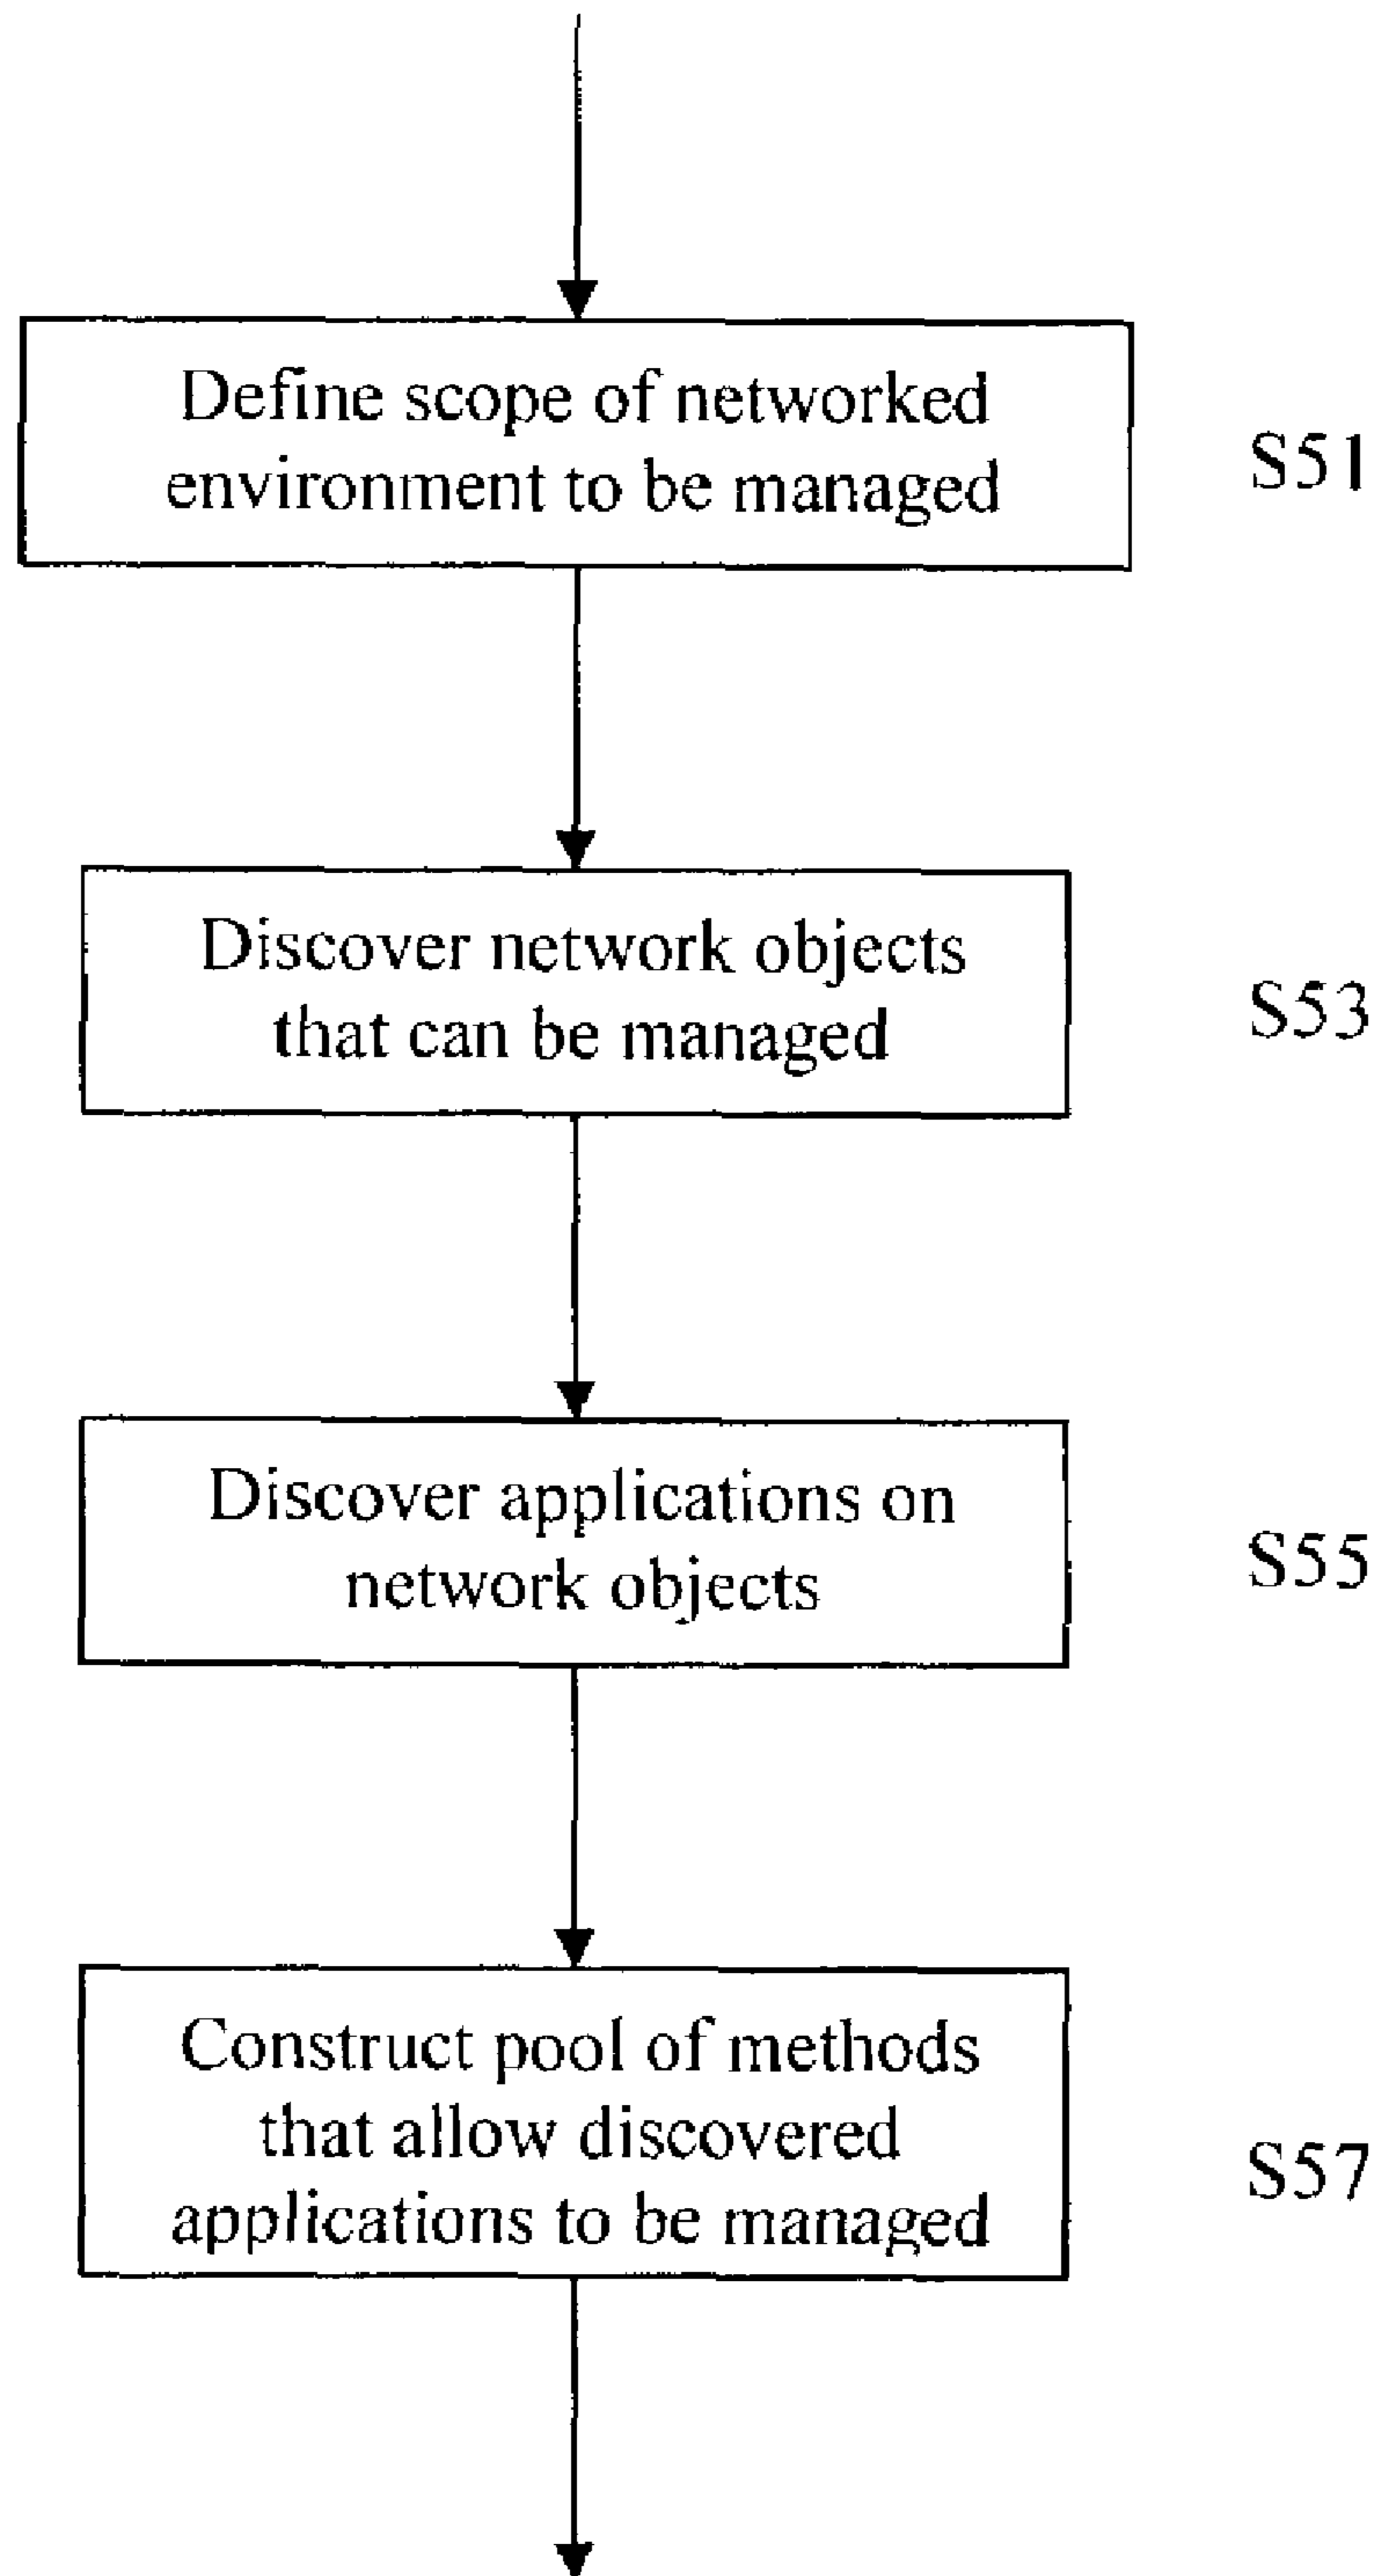 Define scope of networked
environment to be managed
S51
Discover network objects
that can be managed
S53
Discover applications on
network objects
S55
Construct pool of methods
that allow discovered
applications to be managed
S57